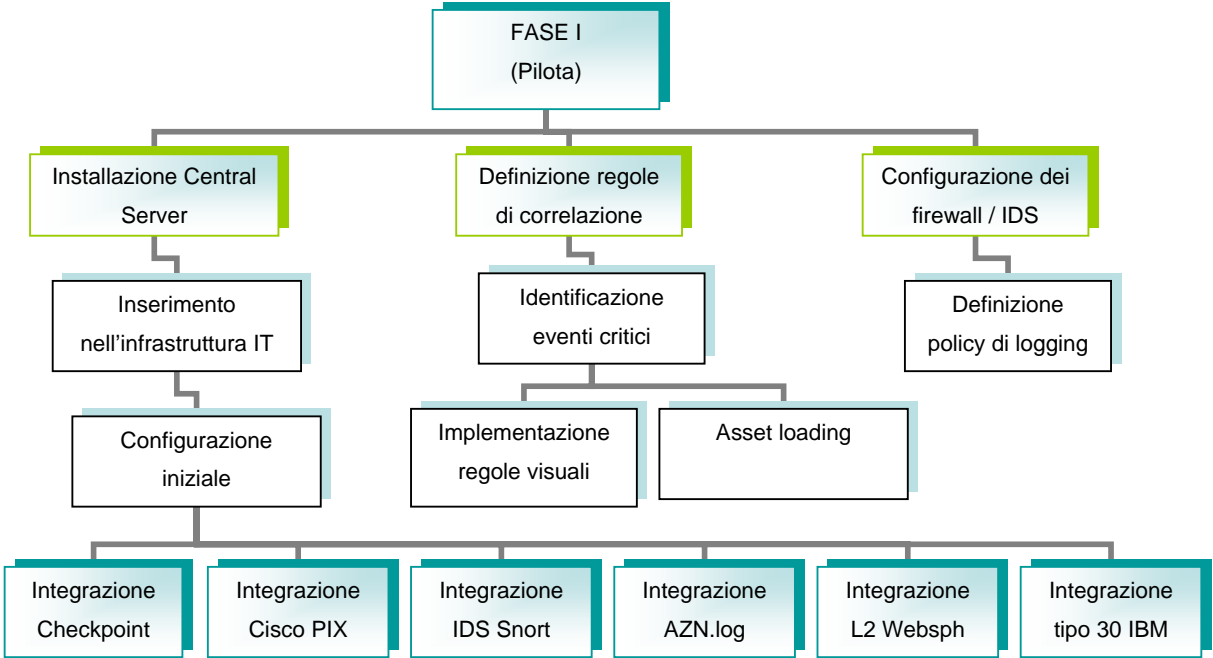 FASE I
(Pilota)
Installazione Central
Server
Definizione regole
di correlazione
Configurazione dei
firewall / IDS
Inserimento
nell'infrastruttura IT
Identificazione
eventi critici
Definizione
policy di logging
Configurazione
iniziale
Implementazione
regole visuali
Asset loading
Integrazione
Checkpoint
Integrazione
Cisco PIX
Integrazione
IDS Snort
Integrazione
AZN.log
Integrazione
L2 Websph
Integrazione
tipo 30 IBM